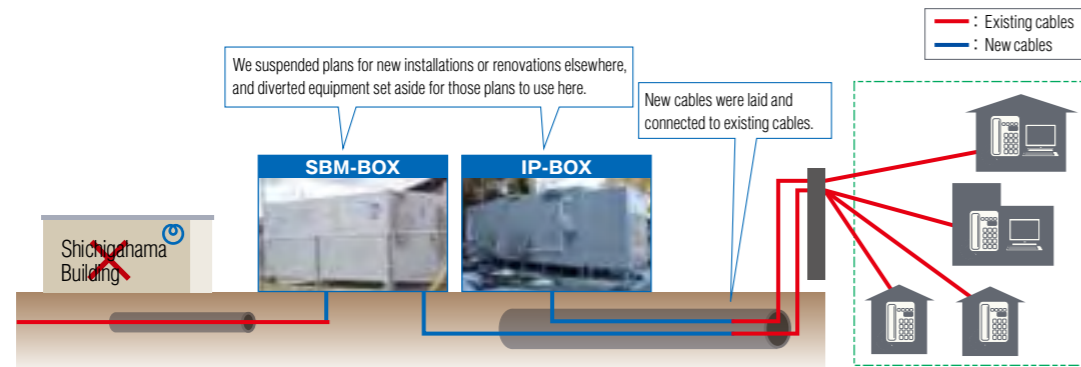 : Existing cables
: New cables
We suspended plans for new installations or renovations elsewhere,
and diverted equipment set aside for those plans to use here.
New cables were laid and
connected to existing cables.
SBM-BOX
IP-BOX
Shichigahama
Building